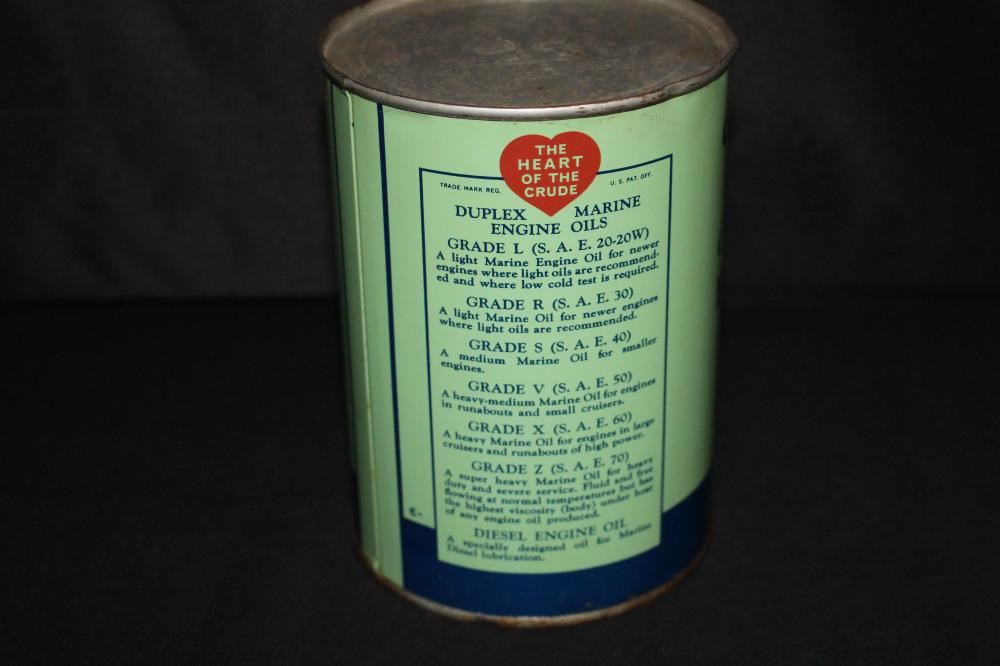 THE
HEART
OF THE
CRUDE
TRADE MARK REG.
U. S. PAT. OFF.
DUPLEX MARINE
ENGINE OILS
GRADE L (S. A. E. 20-20W)
A light Marine Engine Oil for newer
engines where light oils are recommend-
ed and where low cold test is required.
GRADE R (S. A. E. 30)
A light Marine Oil for newer engines
where light oils are recommended.
GRADE S (S. A. E. 40)
A medium Marine Oil for smaller
engines.
GRADE V (S. A. E. 50)
A heavy-medium Marine Oil for engines
in runabouts and small cruisers.
GRADE X (S. A. E. 60)
A heavy Marine Oil for engines in large
cruisers and runabouts of high power.
GRADE Z (S. A. E. 70)
A super heavy Marine Oil for heavy
duty and severe service. Fluid and free
flowing at normal temperatures but has
the highest viscosity (body) under heat
of any engine oil produced.
DIESEL ENGINE OIL
A specially designed oil for Marine
Diesel lubrication.